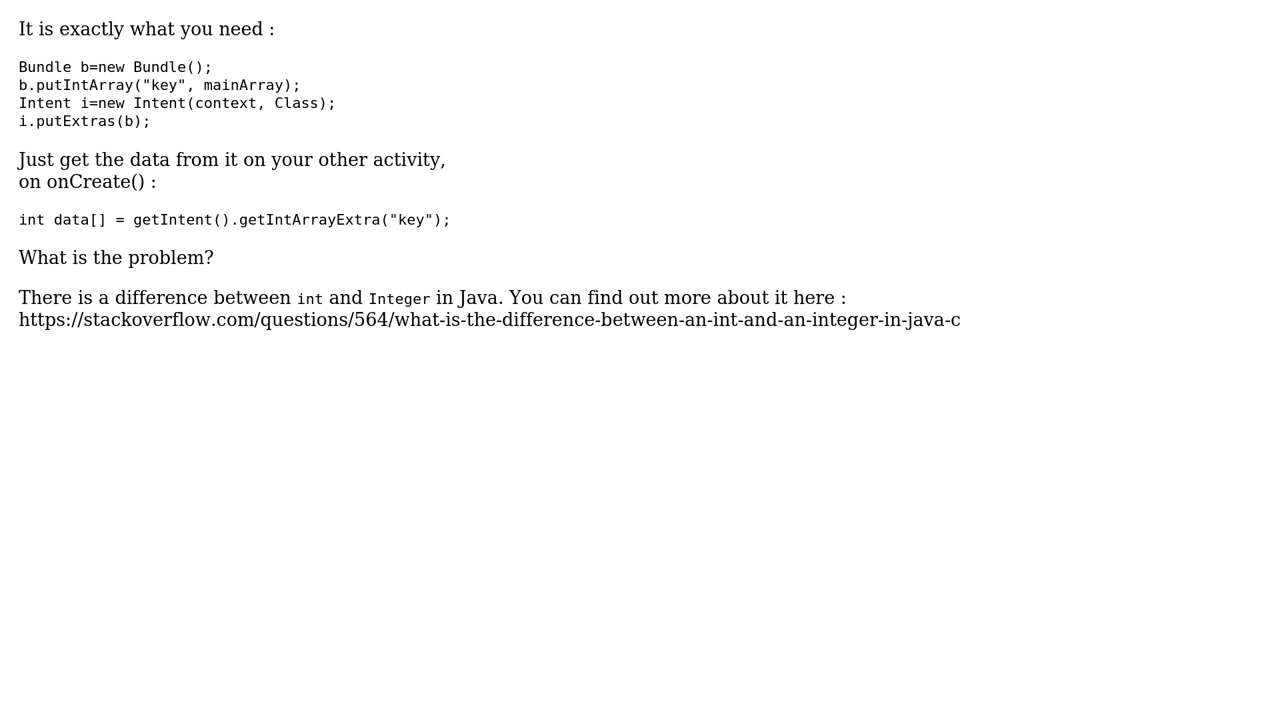 It is exactly what you need :
Bundle b=new Bundle();
b.putIntArray("key", mainArray);
Intent i=new Intent(context, Class);
i.putExtras(b);
Just get the data from it on your other activity,
on onCreate() :
int data[] = getIntent().getIntArrayExtra("key");
What is the problem?
There is a difference between int and Integer in Java. You can find out more about it here :
https://stackoverflow.com/questions/564/what-is-the-difference-between-an-int-and-an-integer-in-java-c